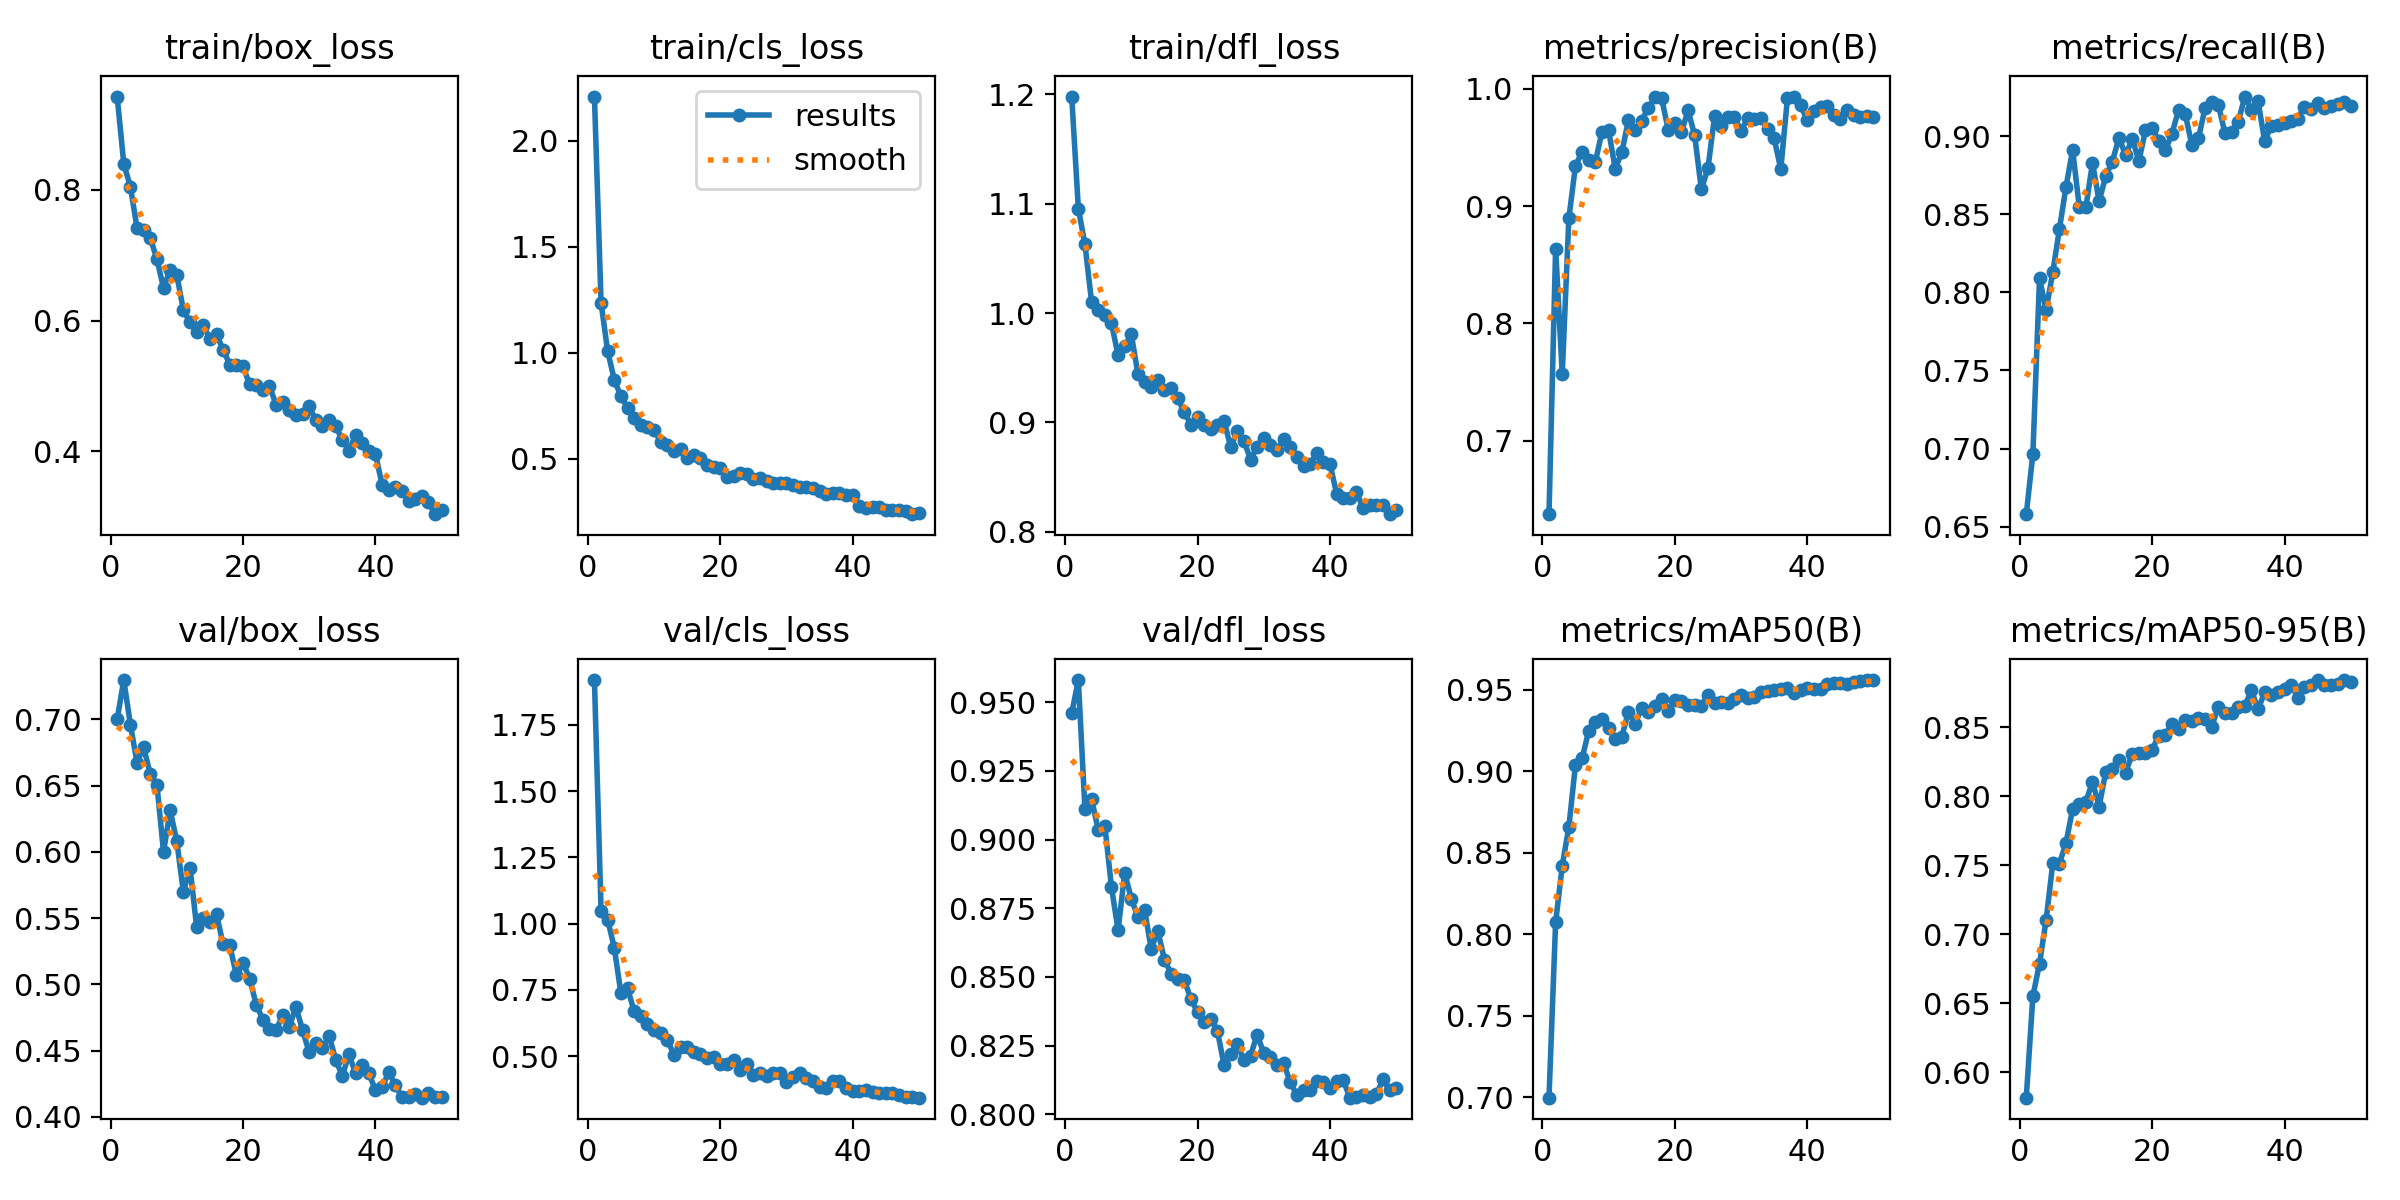 train/box_loss
0.8
0.6
0.4
0 20 40
train/cls_loss
results
smooth
2.0
1.5
1.0
0.5
0 20 40
train/dfl_loss
1.2
1.1
1.0
0.9
0.8
0 20 40
metrics/precision(B)
1.0
0.9
0.8
0.7
0 20 40
metrics/recall(B)
0.90
0.85
0.80
0.75
0.70
0.65
0 20 40
val/box_loss
0.70
0.65
0.60
0.55
0.50
0.45
0.40
0 20 40
val/cls_loss
1.75
1.50
1.25
1.00
0.75
0.50
0 20 40
val/dfl_loss
0.950
0.925
0.900
0.875
0.850
0.825
0.800
0 20 40
metrics/mAP50(B)
0.95
0.90
0.85
0.80
0.75
0.70
0 20 40
metrics/mAP50-95(B)
0.85
0.80
0.75
0.70
0.65
0.60
0 20 40